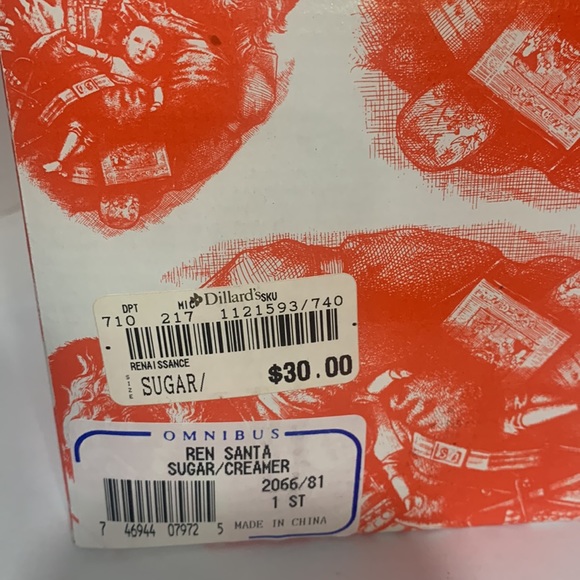 DPT MIC Dillard's SKU
710 217 1121593/740
RENAISSANCE
SIZE SUGAR/ $30.00
OMNIBUS
REN SANTA
SUGAR/CREAMER
2066/81
1 ST
7 46944 07972 5 MADE IN CHINA